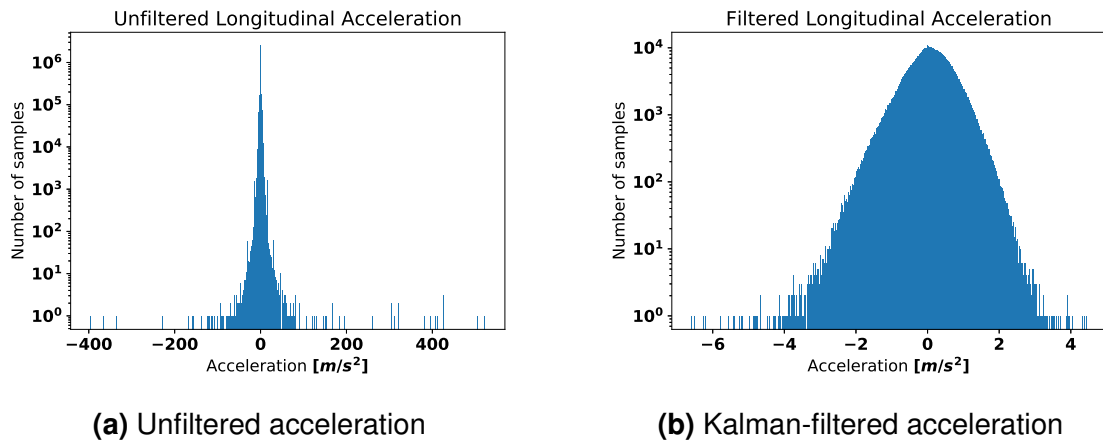 Unfiltered Longitudinal Acceleration
Number of samples
10^6
10^5
10^4
10^3
10^2
10^1
10^0
−400 −200 0 200 400
Acceleration [m/s^2]
(a) Unfiltered acceleration
Filtered Longitudinal Acceleration
Number of samples
10^4
10^3
10^2
10^1
10^0
−6 −4 −2 0 2 4
Acceleration [m/s^2]
(b) Kalman-filtered acceleration